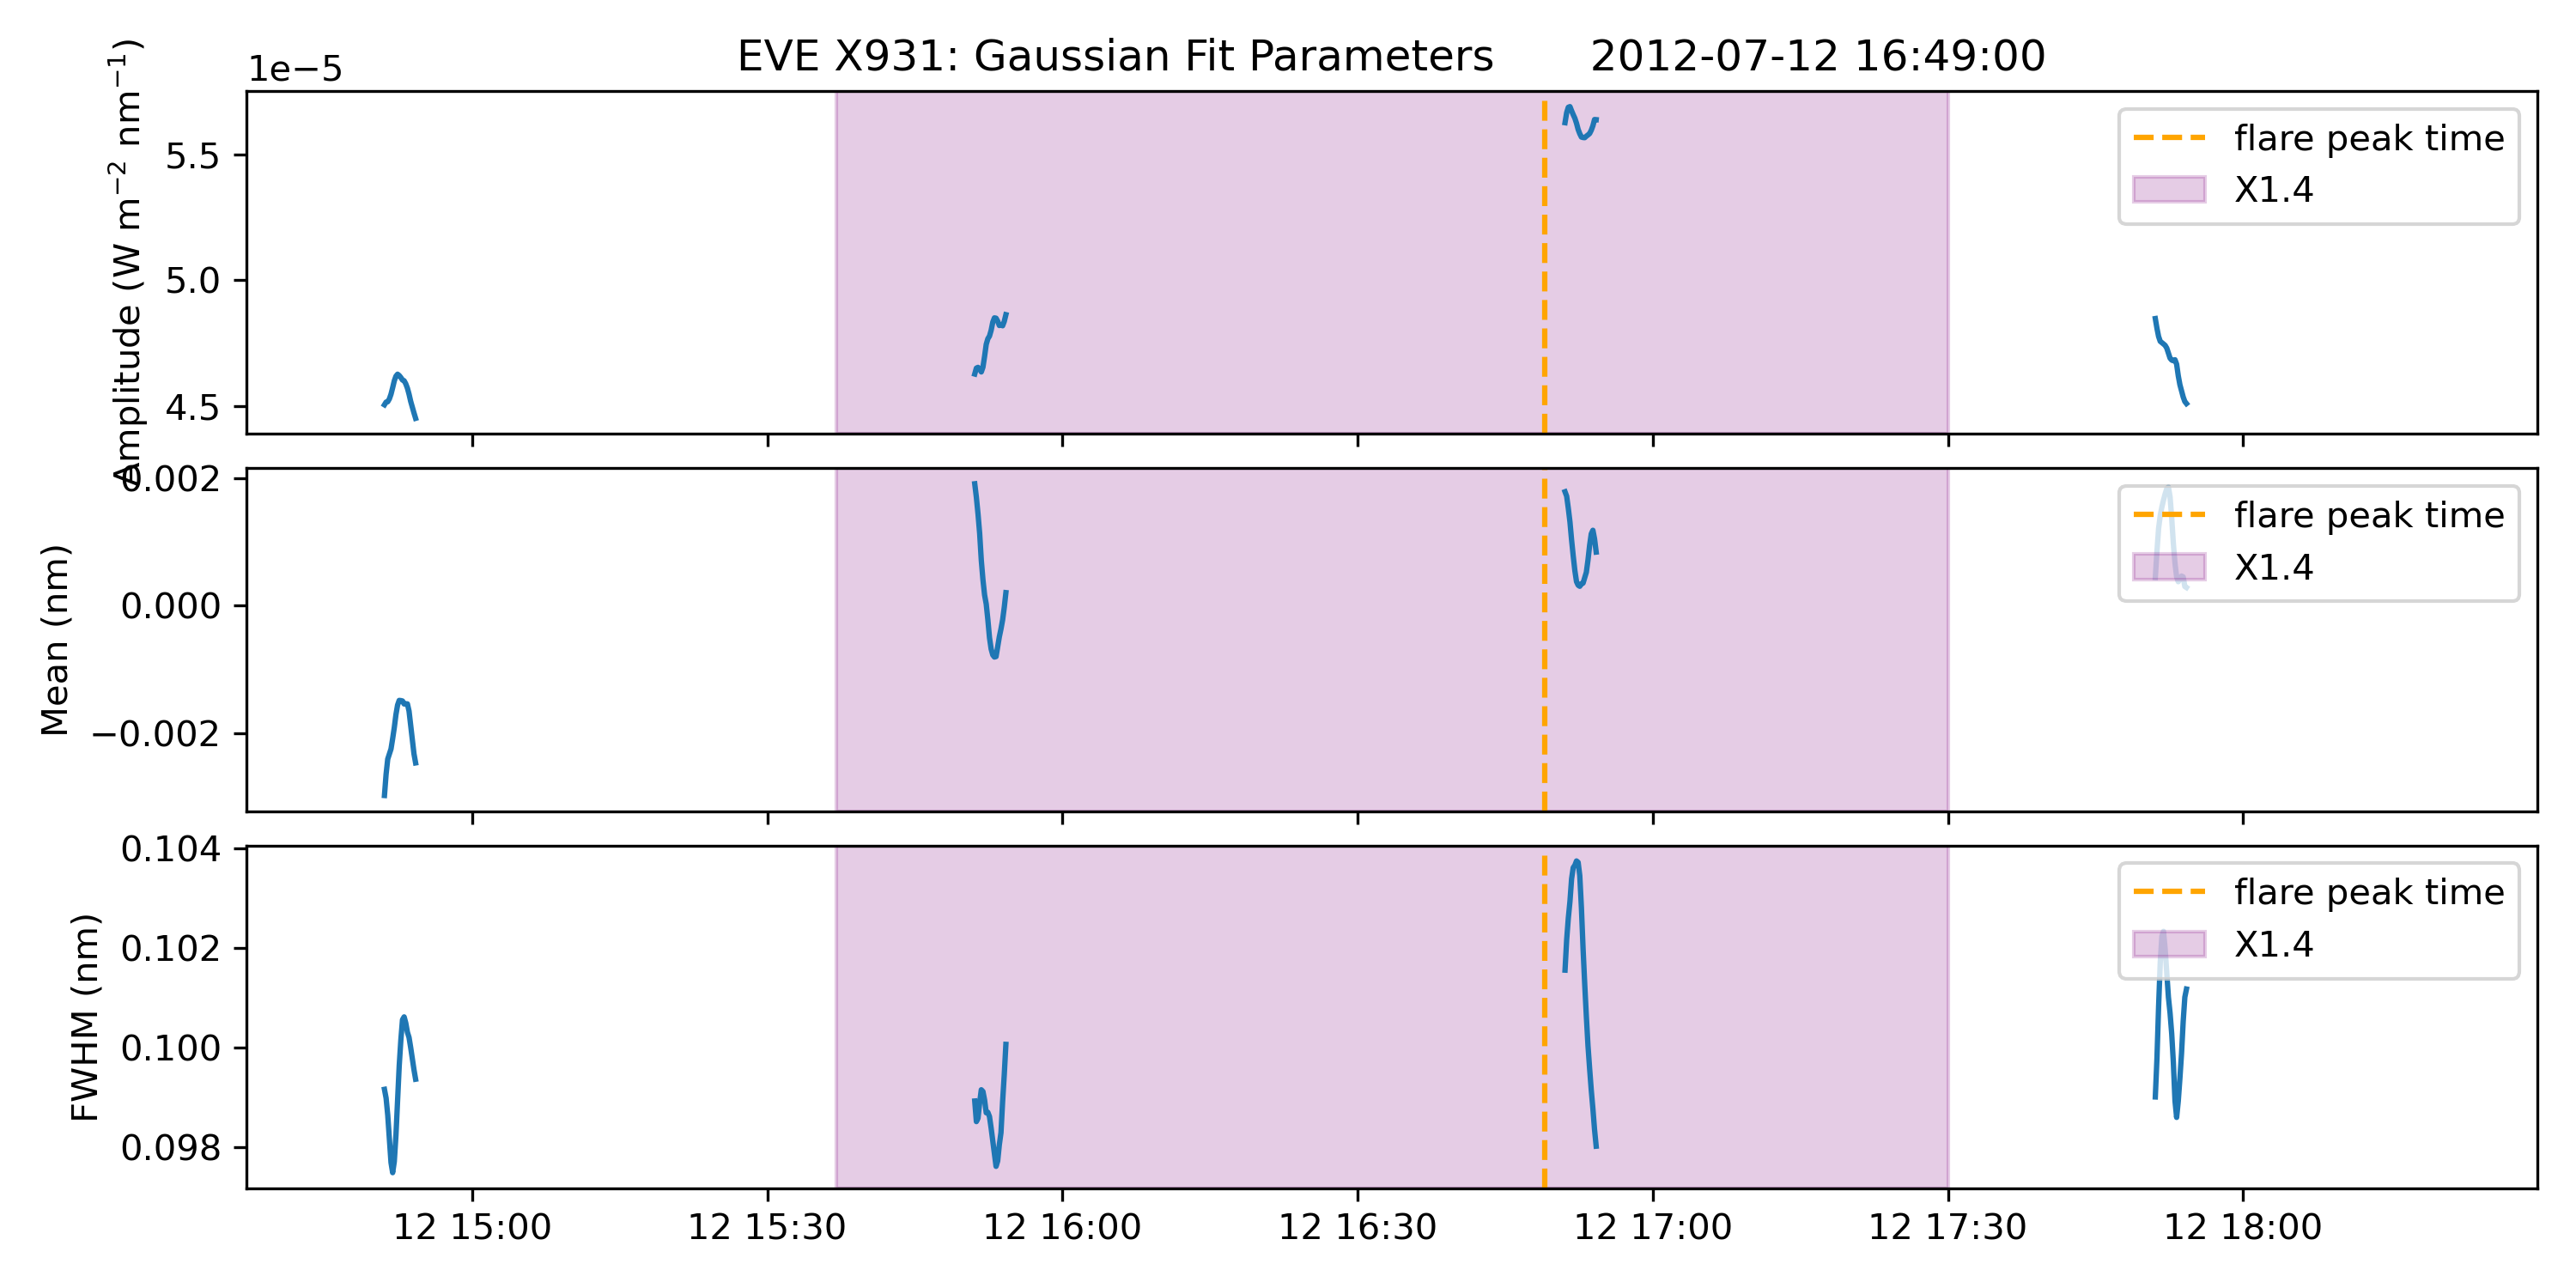 EVE X931: Gaussian Fit Parameters 2012-07-12 16:49:00
1e−5
Amplitude (W m−2 nm−1)
5.5
5.0
4.5
flare peak time
X1.4
Mean (nm)
0.002
0.000
−0.002
flare peak time
X1.4
FWHM (nm)
0.104
0.102
0.100
0.098
flare peak time
X1.4
12 15:00 12 15:30 12 16:00 12 16:30 12 17:00 12 17:30 12 18:00